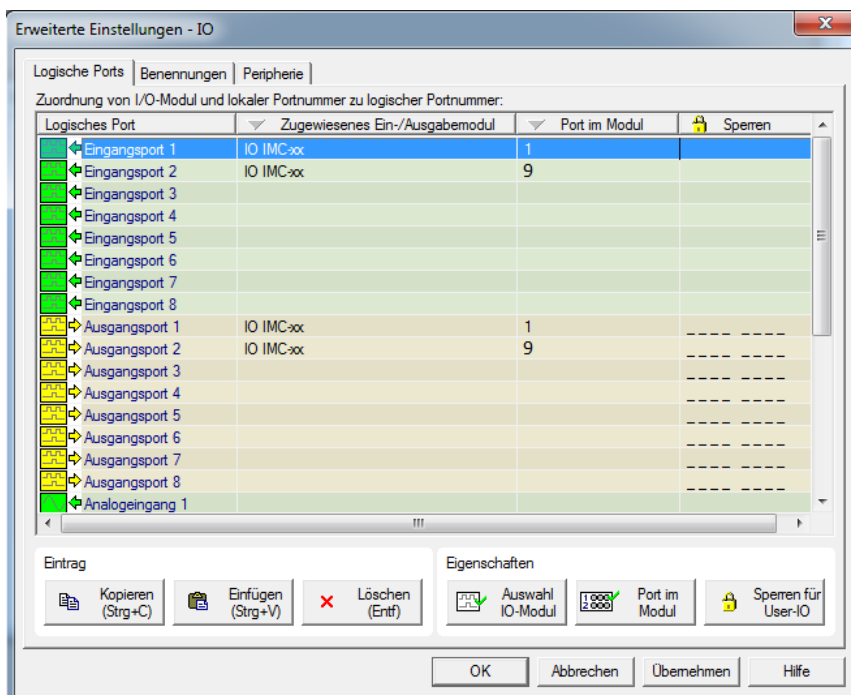 Erweiterte Einstellungen - IO
Logische Ports Benennungen Peripherie
Zuordnung von I/O-Modul und lokaler Portnummer zu logischer Portnummer:
Logisches Port Zugewiesenes Ein-/Ausgabemodul Port im Modul Sperren
Eingangsport 1 IO IMC-xx 1
Eingangsport 2 IO IMC-xx 9
Eingangsport 3
Eingangsport 4
Eingangsport 5
Eingangsport 6
Eingangsport 7
Eingangsport 8
Ausgangsport 1 IO IMC-xx 1 _ _ _ _ _ _ _ _
Ausgangsport 2 IO IMC-xx 9 _ _ _ _ _ _ _ _
Ausgangsport 3 _ _ _ _ _ _ _ _
Ausgangsport 4 _ _ _ _ _ _ _ _
Ausgangsport 5 _ _ _ _ _ _ _ _
Ausgangsport 6 _ _ _ _ _ _ _ _
Ausgangsport 7 _ _ _ _ _ _ _ _
Ausgangsport 8 _ _ _ _ _ _ _ _
Analogeingang 1
Eintrag Eigenschaften
Kopieren Einfügen Löschen Auswahl Port im Sperren für
(Strg+C) (Strg+V) (Entf) IO-Modul Modul User-IO
OK Abbrechen Übernehmen Hilfe